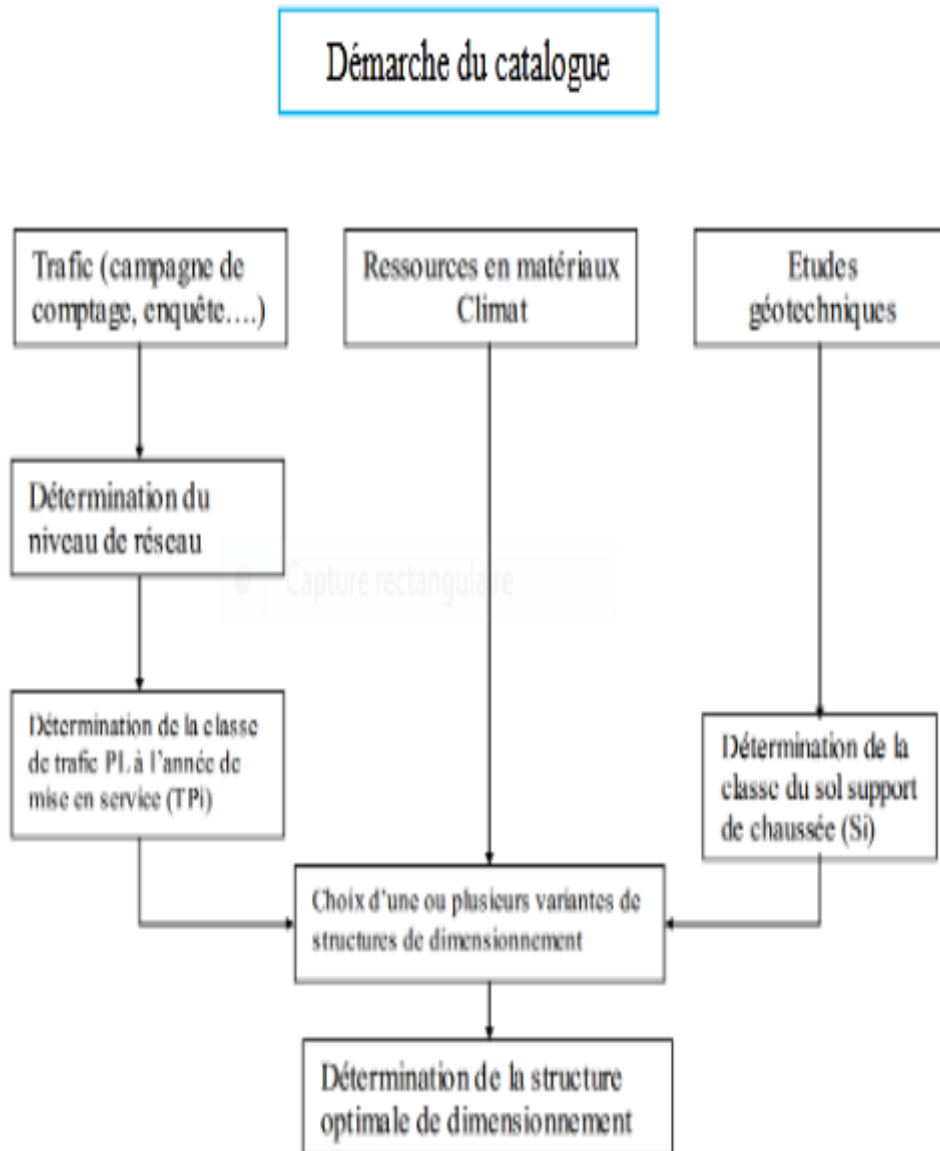 Démarche du catalogue
Trafic (campagne de
comptage, enquête....)
Ressources en matériaux
Climat
Etudes
géotechniques
Détermination du
niveau de réseau
Capture rectangulaire
Détermination de la classe
de trafic PL à l'année de
mise en service (TPi)
Détermination de la
classe du sol support
de chaussée (Si)
Choix d'une ou plusieurs variantes de
structures de dimensionnement
Détermination de la structure
optimale de dimensionnement